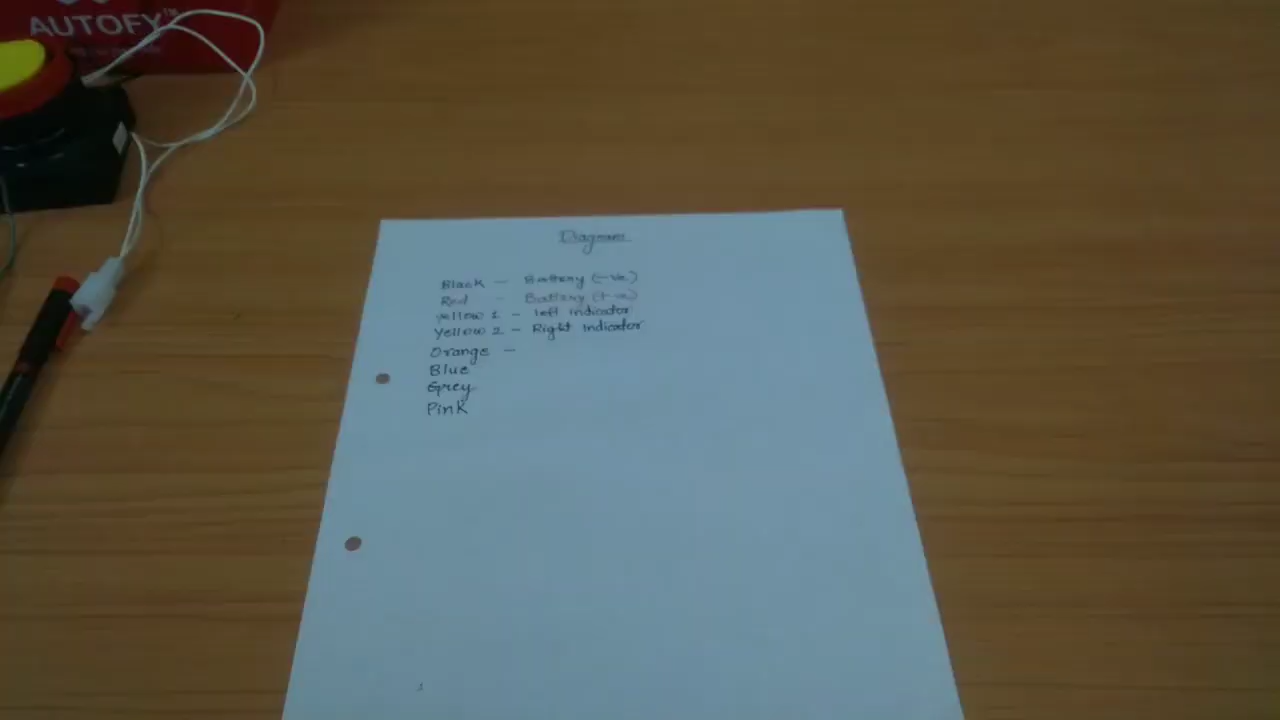 AUTOFY™
Diagram
Black - Battery (-ve)
Red - Battery (+ve)
yellow 1 - left indicator
Yellow 2 - Right Indicator
Orange -
Blue
Grey
Pink